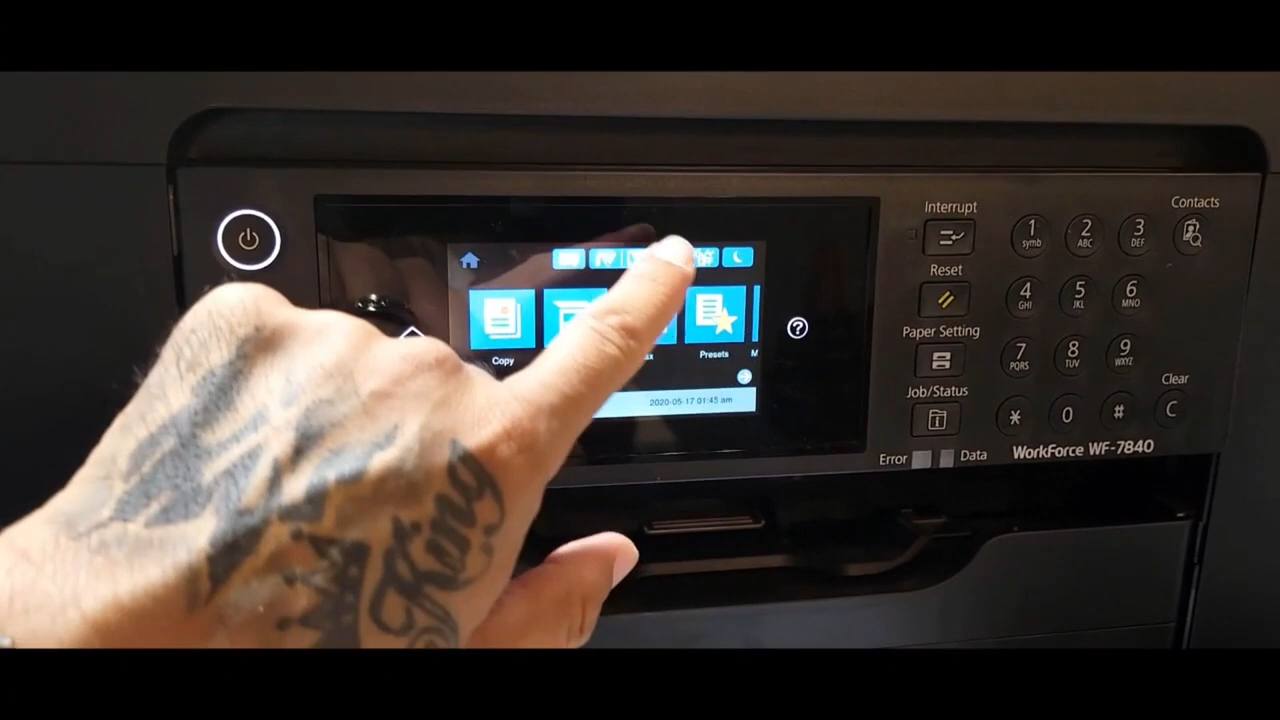 Interrupt
Reset
Paper Setting
Job/Status
Error
Data
Contacts
1
symb
2
ABC
3
DEF
4
GHI
5
JKL
6
MNO
7
PQRS
8
TUV
9
WXYZ
*
0
#
Clear
C
WorkForce WF-7840
Copy
Presets
2020-05-17 01:45 am
?
King